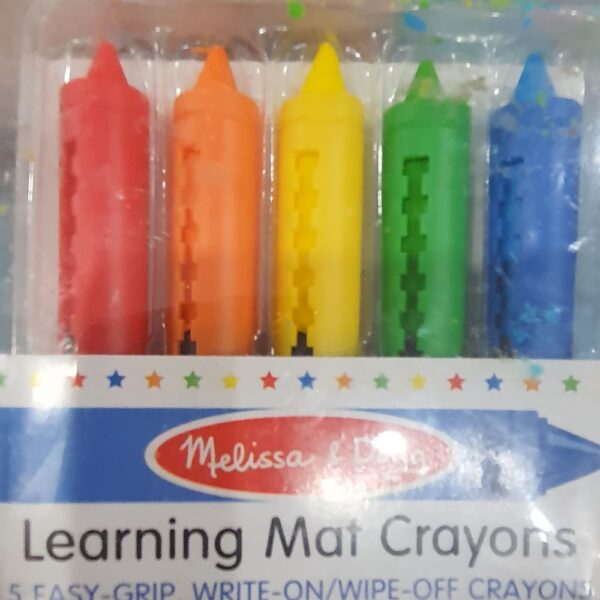 Melissa & Doug
Learning Mat Crayons
5 EASY-GRIP WRITE-ON/WIPE-OFF CRAYONS